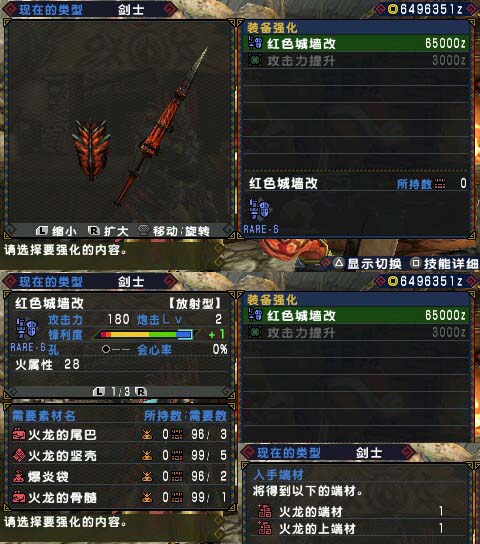 现在的类型 剑士
6496351z
装备强化
红色城墙改 65000z
攻击力提升 3000z
红色城墙改 所持数 0
RARE-6
L 缩小 R 扩大 移动/旋转
请选择要强化的内容。
△显示切换 □技能详细
现在的类型 剑士
6496351z
红色城墙改 【放射型】
攻击力 180 炮击Lv 2
锋利度 +1
RARE-6
孔 ○-- 会心率 0%
火属性 28
L 1/3 R
装备强化
红色城墙改 65000z
攻击力提升 3000z
需要素材名 所持数/需要数
火龙的尾巴 0 96/ 3
火龙的坚壳 0 99/ 5
爆炎袋 0 96/ 2
火龙的骨髓 0 99/ 1
请选择要强化的内容。
现在的类型 剑士
入手端材
将得到以下的端材。
火龙的端材 1
火龙的上端材 1